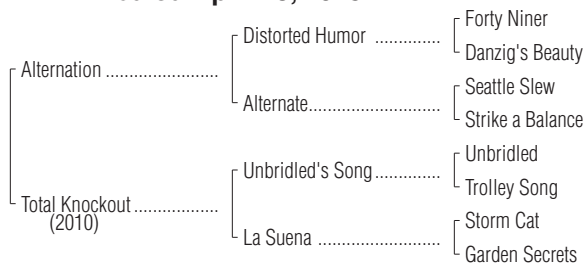 Forty Niner
Distorted Humor ..................
Danzig's Beauty
Alternation .........................
Seattle Slew
Alternate.............................
Strike a Balance
Unbridled
Unbridled's Song...............
Trolley Song
Total Knockout ...................
(2010)
Storm Cat
La Suena ...........................
Garden Secrets